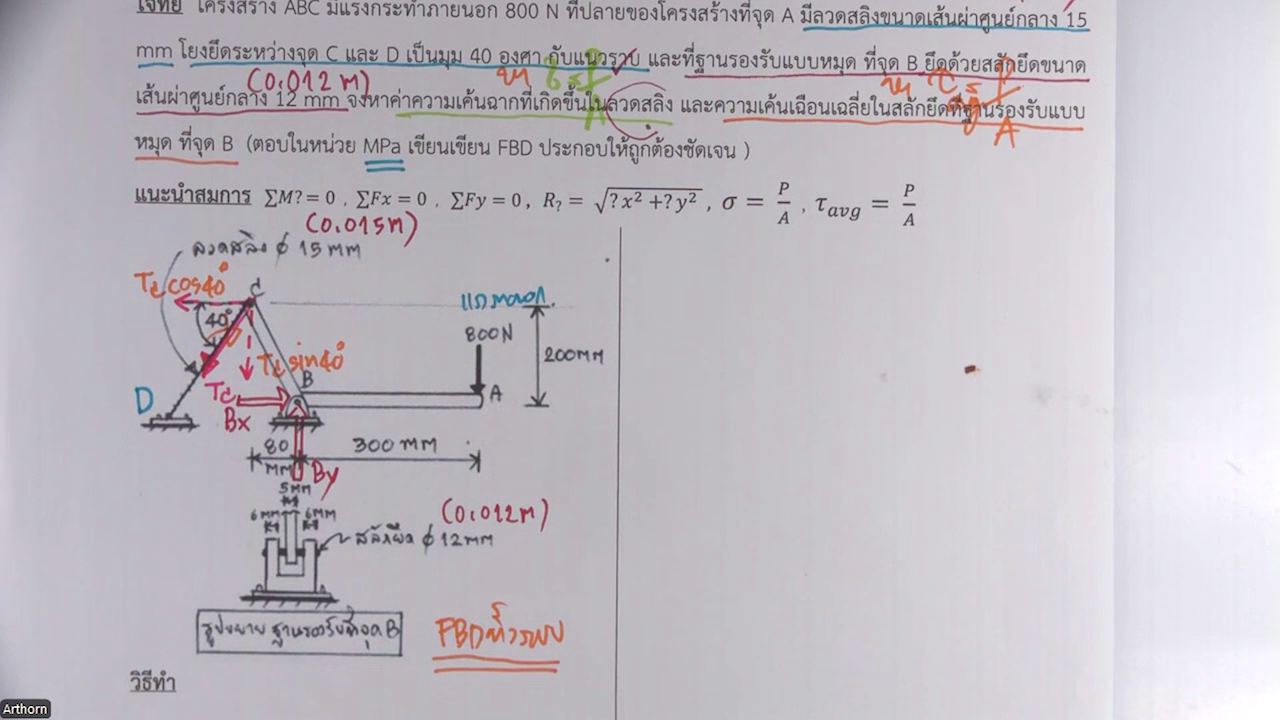 โจทย์ โครงสร้าง ABC มีแรงกระทำภายนอก 800 N ที่ปลายของโครงสร้างที่จุด A มีลวดสลิงขนาดเส้นผ่าศูนย์กลาง 15
mm โยงยึดระหว่างจุด C และ D เป็นมุม 40 องศา กับแนวราบ และที่ฐานรองรับแบบหมุด ที่จุด B ยึดด้วยสลักยึดขนาด
(0.012 m)
เส้นผ่าศูนย์กลาง 12 mm จงหาค่าความเค้นฉากที่เกิดขึ้นในลวดสลิง และความเค้นเฉือนเฉลี่ยในสลักยึดที่ฐานรองรับแบบ
หมุด ที่จุด B (ตอบในหน่วย MPa เขียนเขียน FBD ประกอบให้ถูกต้องชัดเจน )
แนะนำสมการ ∑M? = 0 , ∑Fx = 0 , ∑Fy = 0, R? = √?x² +?y² , σ = P/A , τavg = P/A
(0.015m)
ลวดสลิง ϕ 15 MM
Tc cos40°
C
40°
แรงภายนอก
800N
200MM
Tc sin40°
Tc
B
A
D
Bx
80 MM
300 MM
By
5MM
6MM
6MM
(0.012m)
สลักยึด ϕ 12MM
รูปขยาย ฐานรองรับที่จุด B
FBDทั้งระบบ
วิธีทำ
Arthorn